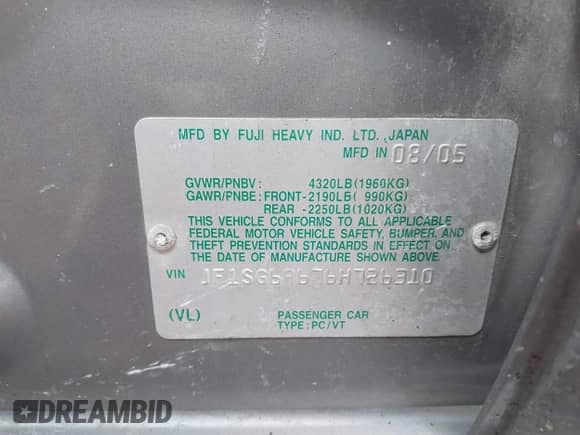 MFD BY FUJI HEAVY IND. LTD., JAPAN
MFD IN 08/05
GVWR/PNBV: 4320LB(1960KG)
GAWR/PNBE: FRONT-2190LB( 990KG)
REAR -2250LB(1020KG)
THIS VEHICLE CONFORMS TO ALL APPLICABLE
FEDERAL MOTOR VEHICLE SAFETY, BUMPER, AND
THEFT PREVENTION STANDARDS IN EFFECT ON
THE DATE OF MANUFACTURE SHOWN ABOVE.
VIN
(VL)
PASSENGER CAR
TYPE: PC/VT
DREAMBID